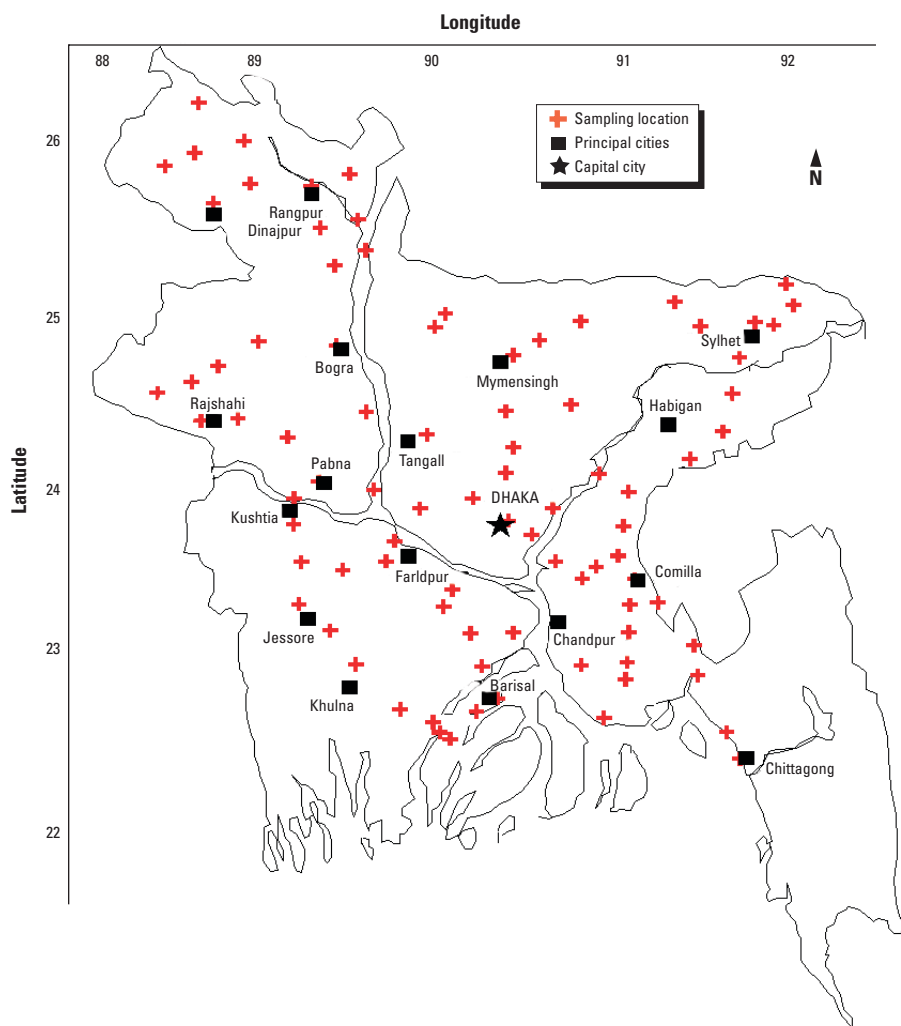 Longitude
88 89 90 91 92
Latitude
26
25
24
23
22
Sampling location
Principal cities
Capital city
N
Rangpur
Dinajpur
Bogra
Mymensingh
Sylhet
Rajshahi
Habigan
Tangall
Pabna
DHAKA
Kushtia
Farldpur
Comilla
Jessore
Chandpur
Khulna
Barisal
Chittagong